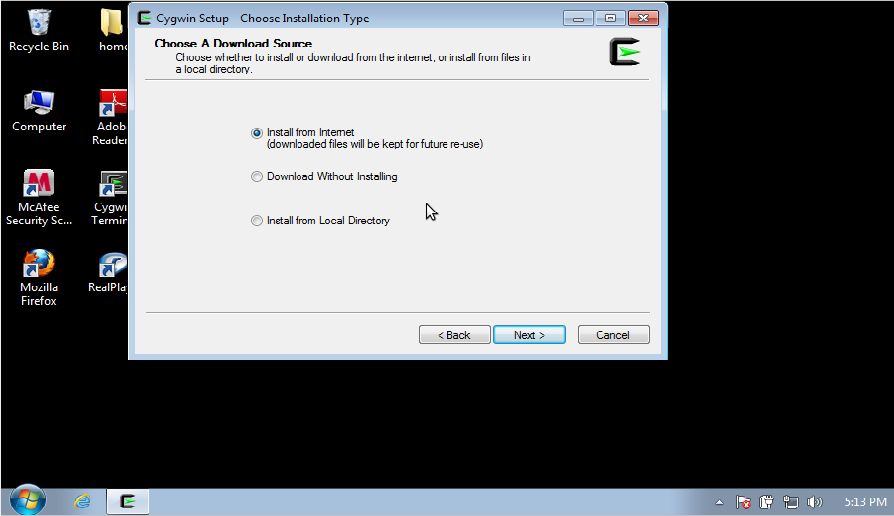 Recycle Bin
home
Computer
Adob
Reader
McAfee
Security Sc...
Cygwi
Termin
Mozilla
Firefox
RealPlay
Cygwin Setup Choose Installation Type
Choose A Download Source
Choose whether to install or download from the internet, or install from files in
a local directory.
Install from Internet
(downloaded files will be kept for future re-use)
Download Without Installing
Install from Local Directory
< Back
Next >
Cancel
5:13 PM